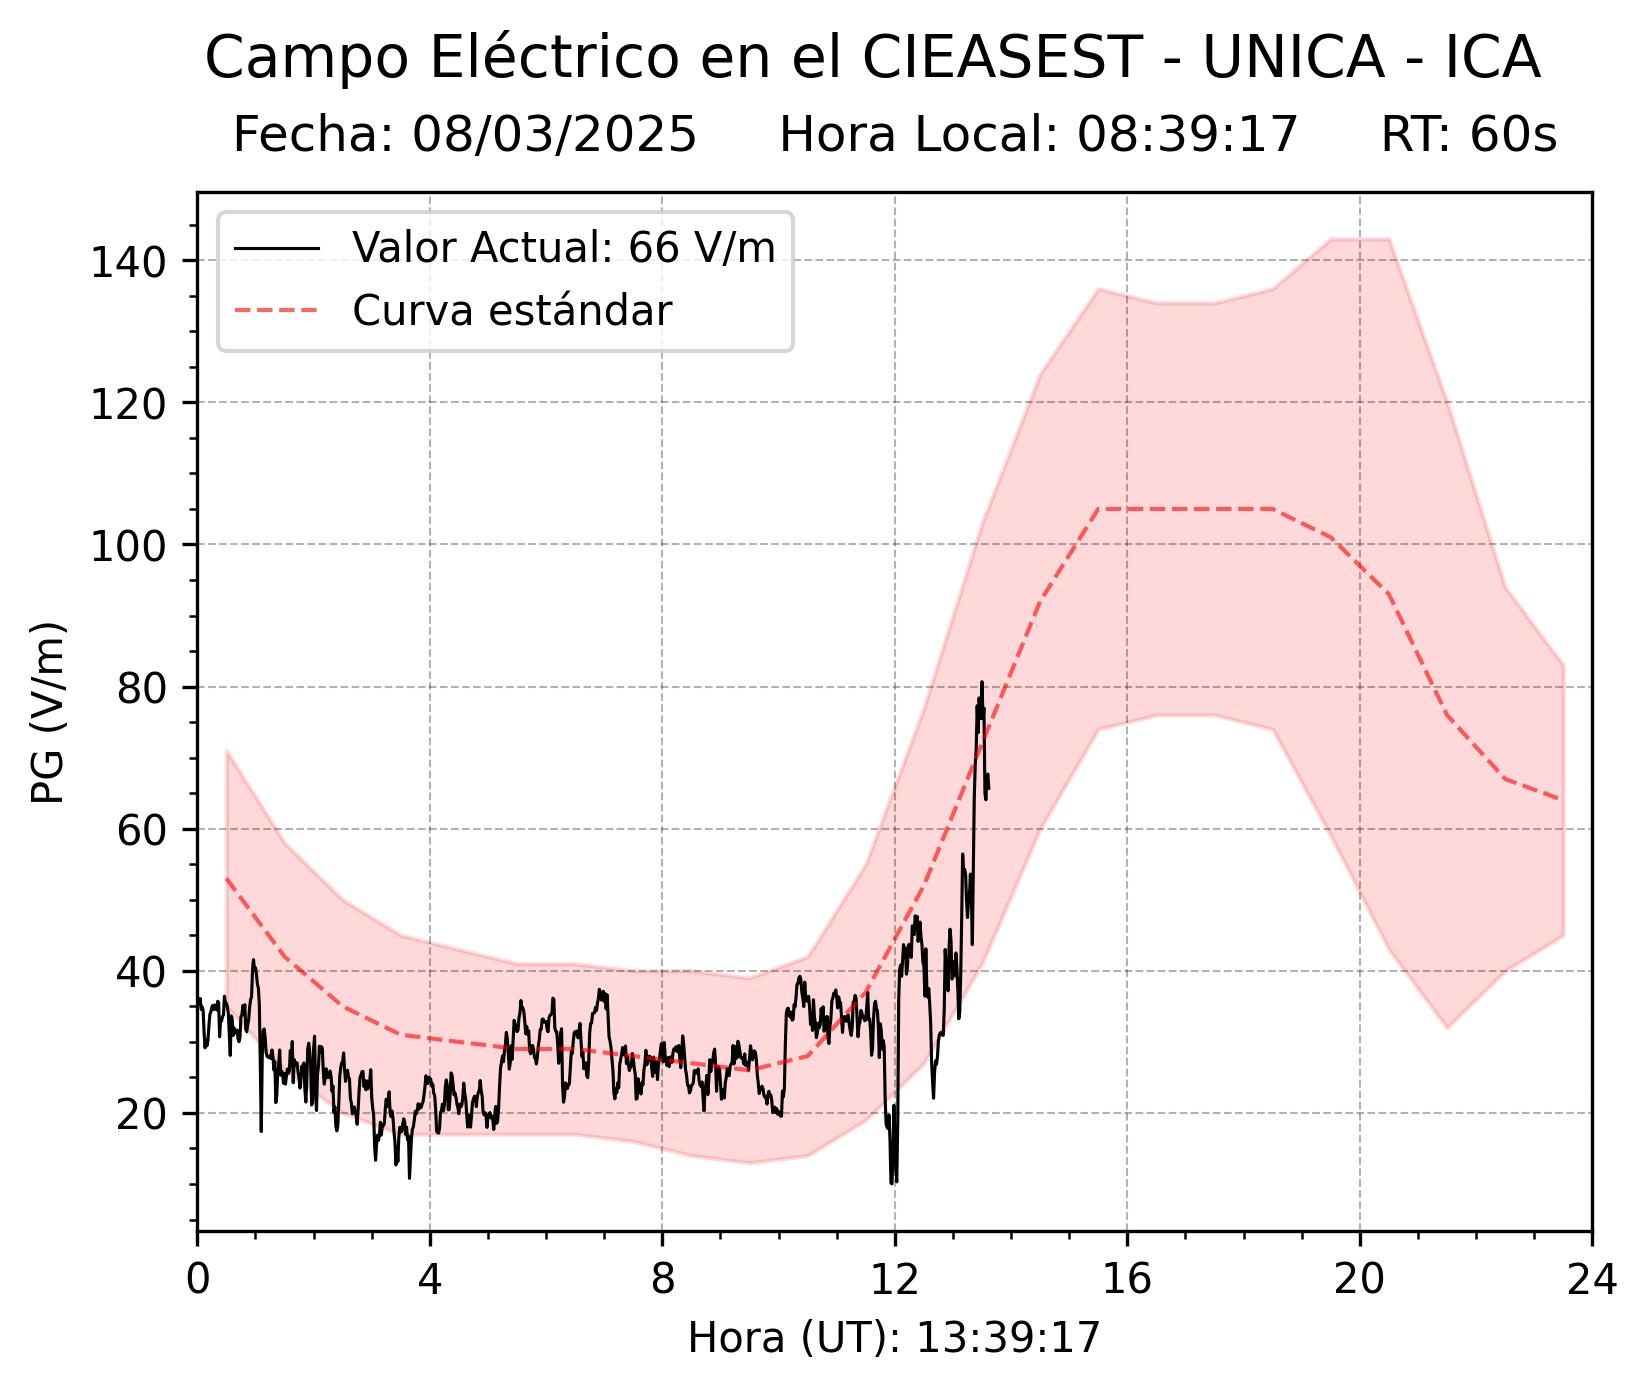 Campo Eléctrico en el CIEASEST - UNICA - ICA
Fecha: 08/03/2025 Hora Local: 08:39:17 RT: 60s
Valor Actual: 66 V/m
Curva estándar
140
120
100
80
60
40
20
PG (V/m)
0 4 8 12 16 20 24
Hora (UT): 13:39:17